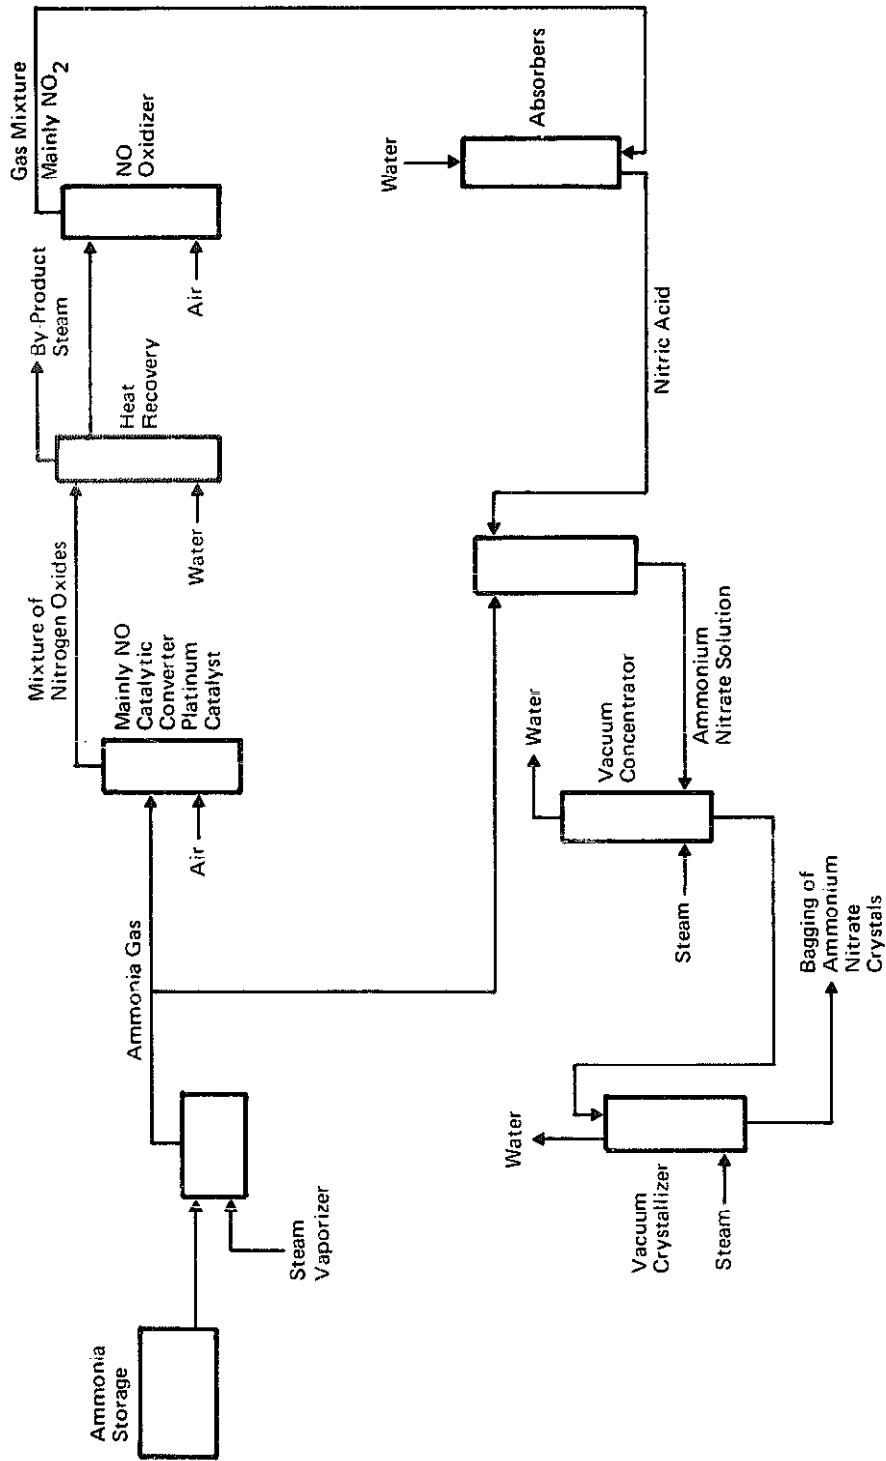 Ammonia
Storage
Steam
Vaporizer
Ammonia Gas
Air
Mainly NO
Catalytic
Converter
Platinum
Catalyst
Mixture of
Nitrogen Oxides
Water
Heat
Recovery
By-Product
Steam
Air
NO
Oxidizer
Gas Mixture
Mainly NO2
Water
Absorbers
Nitric Acid
Ammonium
Nitrate Solution
Water
Vacuum
Concentrator
Steam
Water
Vacuum
Crystallizer
Steam
Bagging of
Ammonium
Nitrate
Crystals